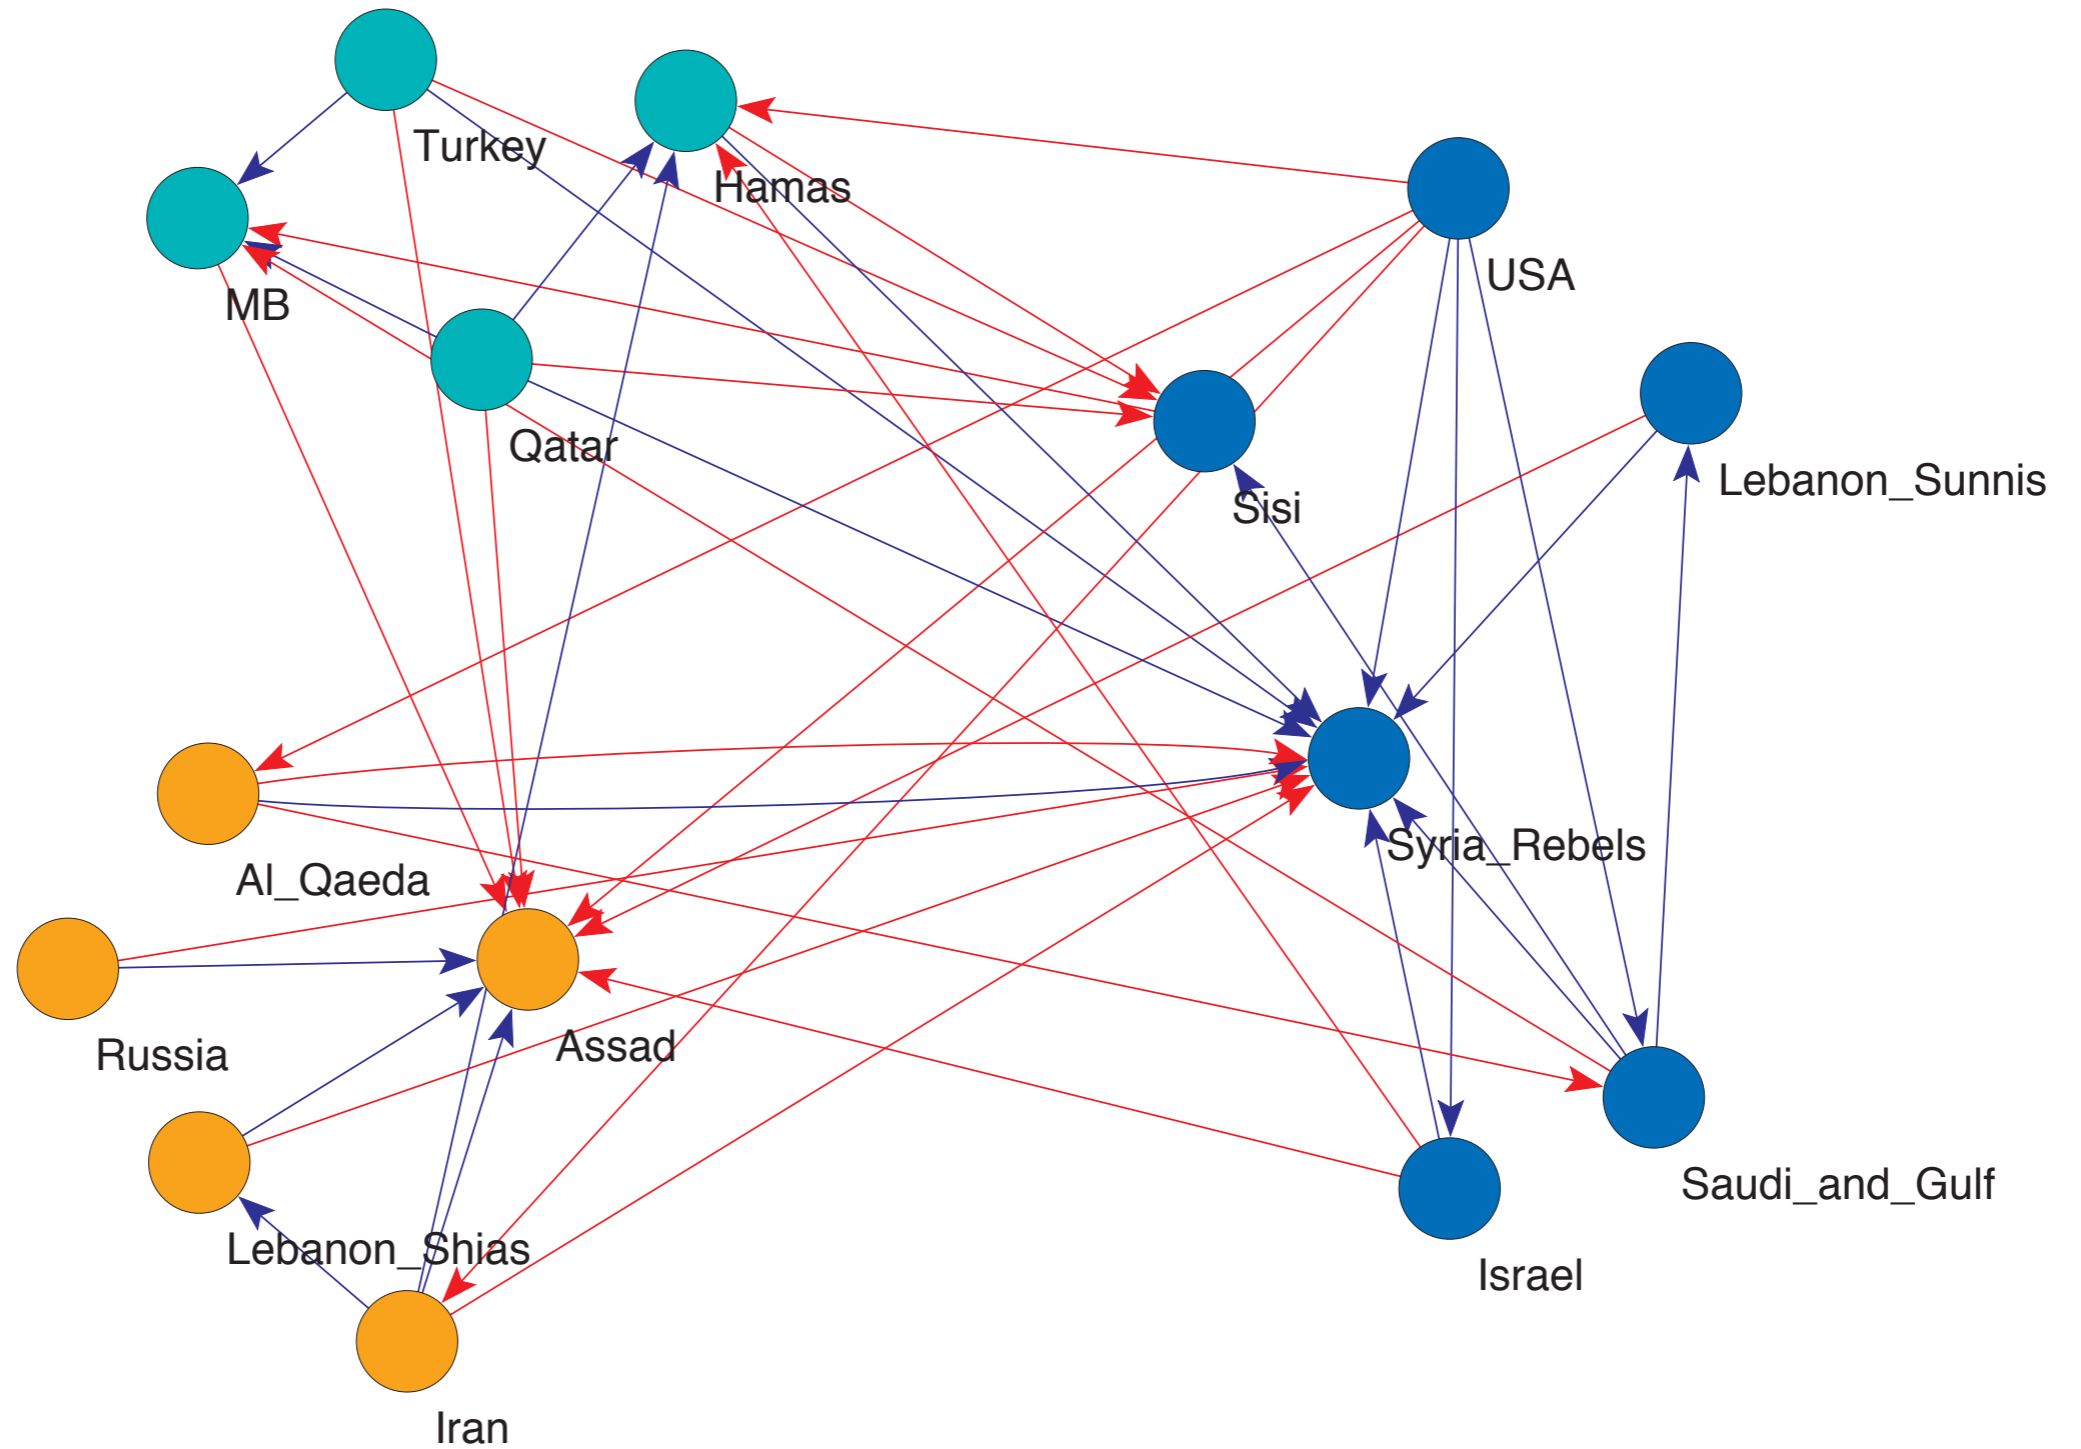 Turkey
Hamas
MB
USA
Qatar
Sisi
Lebanon_Sunnis
Syria_Rebels
Al_Qaeda
Russia
Assad
Saudi_and_Gulf
Lebanon_Shias
Israel
Iran